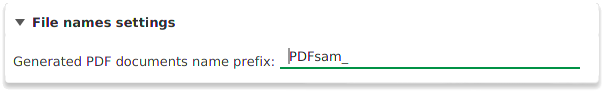 File names settings
Generated PDF documents name prefix: PDFsam_